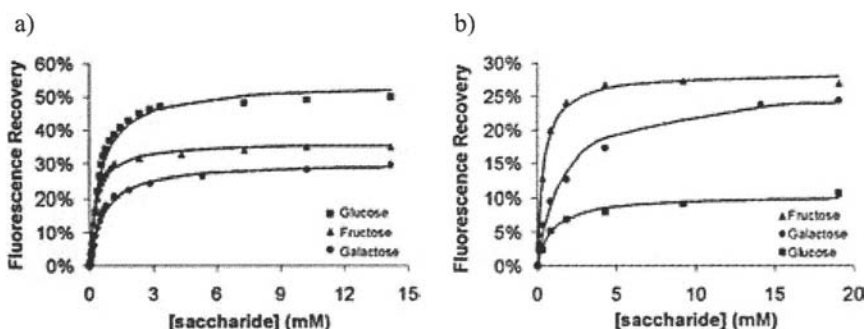 a)
60%
50%
40%
30%
20%
10%
0%
Fluorescence Recovery
Glucose
Fructose
Galactose
0 3 6 9 12 15
[saccharide] (mM)
b)
30%
25%
20%
15%
10%
5%
0%
Fluorescence Recovery
Fructose
Galactose
Glucose
0 5 10 15 20
[saccharide] (mM)